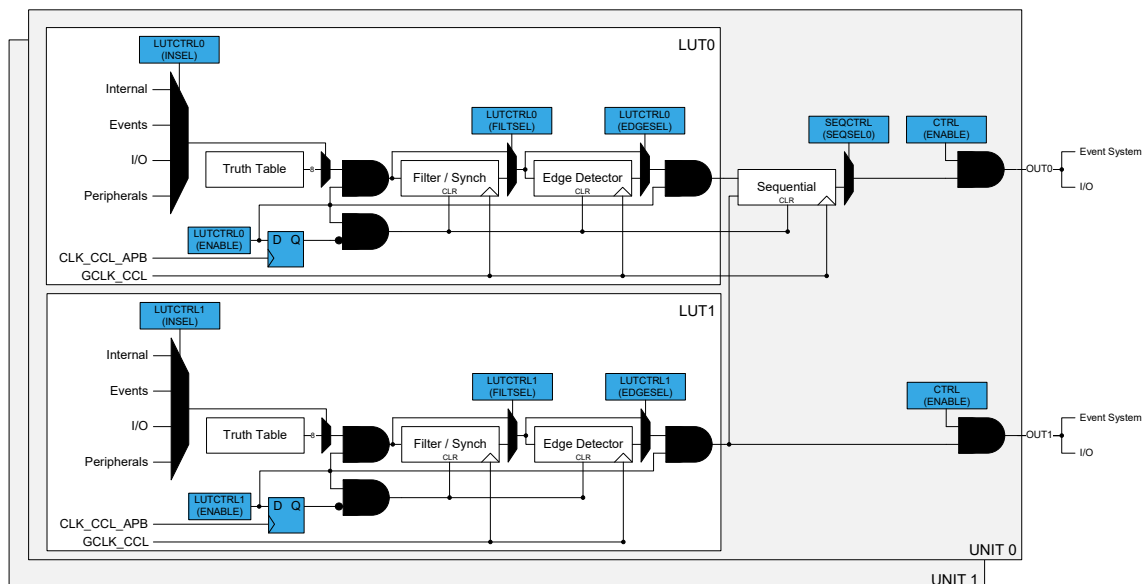 LUTCTRL0
(INSEL)
LUT0
Internal
Events
I/O
Peripherals
Truth Table
8
LUTCTRL0
(FILTSEL)
LUTCTRL0
(EDGESEL)
Filter / Synch
CLR
Edge Detector
CLR
SEQCTRL
(SEQSEL0)
Sequential
CLR
CTRL
(ENABLE)
OUT0
Event System
I/O
LUTCTRL0
(ENABLE)
D Q
CLK_CCL_APB
GCLK_CCL
LUTCTRL1
(INSEL)
LUT1
Internal
Events
I/O
Peripherals
Truth Table
8
LUTCTRL1
(FILTSEL)
LUTCTRL1
(EDGESEL)
Filter / Synch
CLR
Edge Detector
CLR
CTRL
(ENABLE)
OUT1
Event System
I/O
LUTCTRL1
(ENABLE)
D Q
CLK_CCL_APB
GCLK_CCL
UNIT 0
UNIT 1